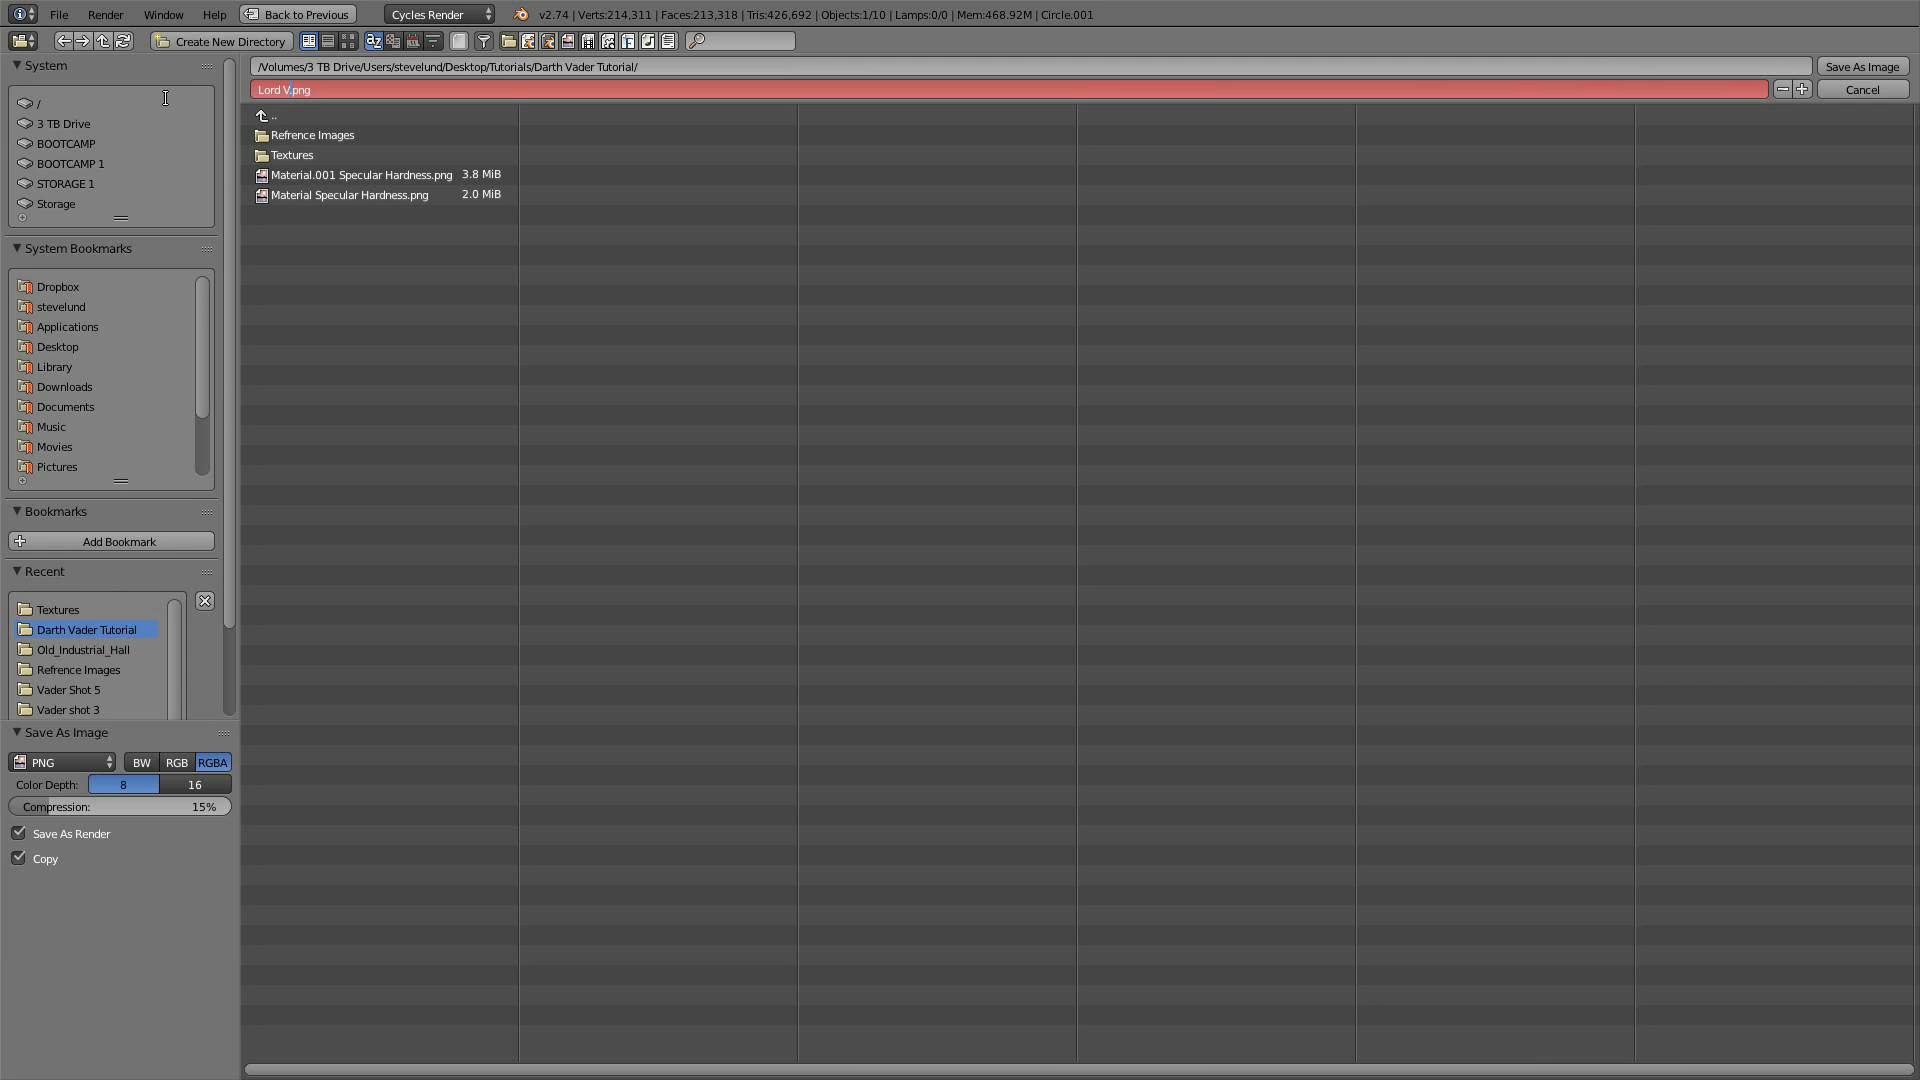 File Render Window Help Back to Previous Cycles Render v2.74 | Verts:214,311 | Faces:213,318 | Tris:426,692 | Objects:1/10 | Lamps:0/0 | Mem:468.92M | Circle.001
Create New Directory
System
/
3 TB Drive
BOOTCAMP
BOOTCAMP 1
STORAGE 1
Storage
System Bookmarks
Dropbox
stevelund
Applications
Desktop
Library
Downloads
Documents
Music
Movies
Pictures
Bookmarks
Add Bookmark
Recent
Textures
Darth Vader Tutorial
Old_Industrial_Hall
Refrence Images
Vader Shot 5
Vader shot 3
Save As Image
PNG BW RGB RGBA
Color Depth: 8 16
Compression: 15%
Save As Render
Copy
/Volumes/3 TB Drive/Users/stevelund/Desktop/Tutorials/Darth Vader Tutorial/ Save As Image
Lord V.png Cancel
..
Refrence Images
Textures
Material.001 Specular Hardness.png 3.8 MiB
Material Specular Hardness.png 2.0 MiB